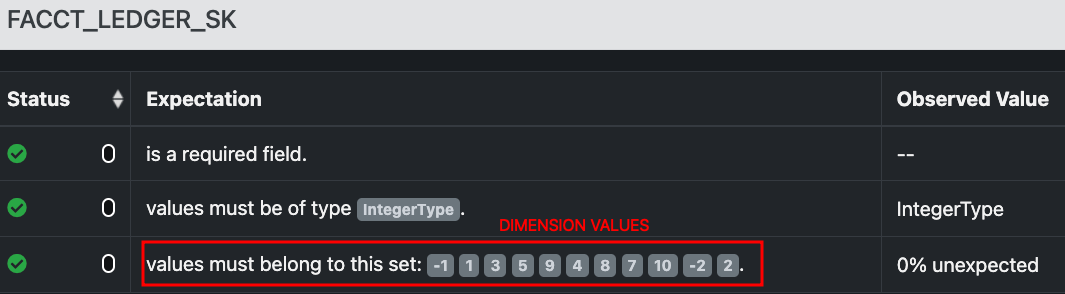 FACCT_LEDGER_SK
Status Expectation Observed Value
0 is a required field. --
0 values must be of type IntegerType. IntegerType
DIMENSION VALUES
0 values must belong to this set: -1 1 3 5 9 4 8 7 10 -2 2. 0% unexpected